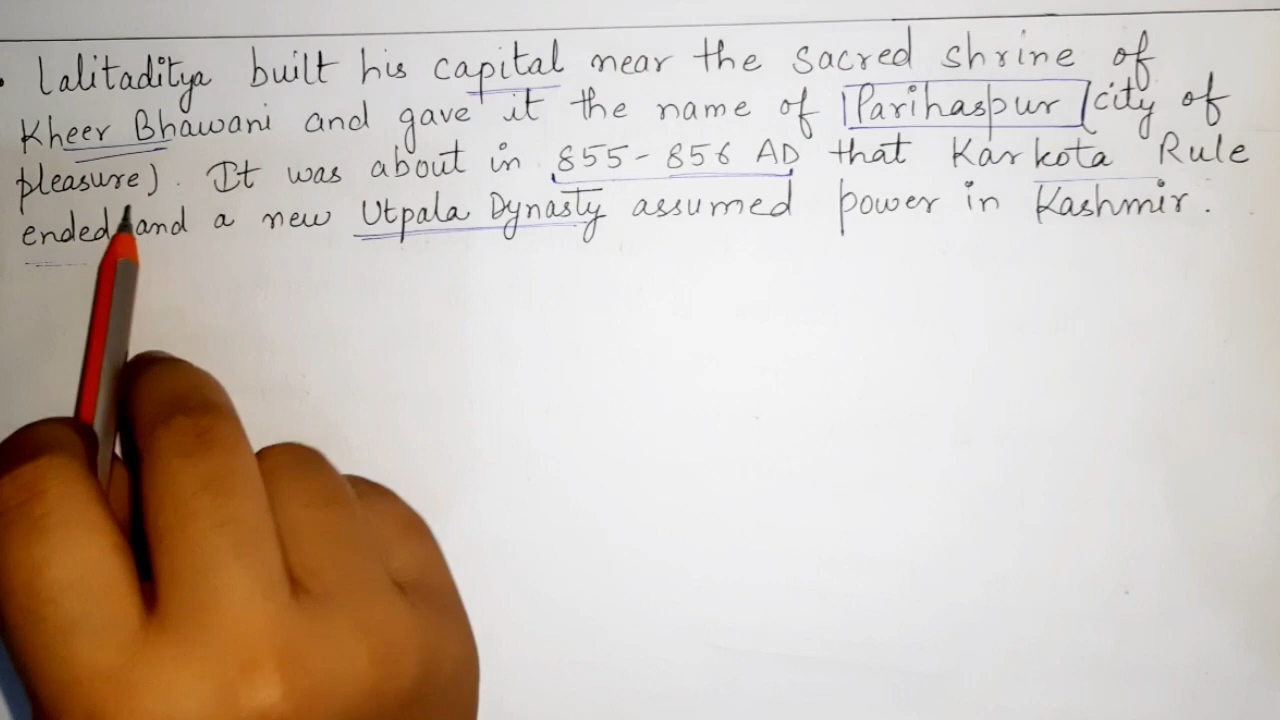 . Lalitaditya built his capital near the sacred shrine of
Kheer Bhawani and gave it the name of Parihaspur (city of
pleasure). It was about in 855-856 AD that Karkota Rule
ended and a new Utpala Dynasty assumed power in Kashmir.